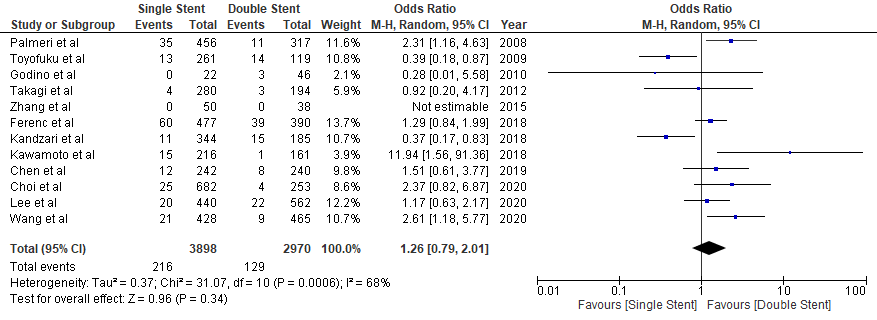 Single Stent Double Stent Odds Ratio Odds Ratio
Study or Subgroup Events Total Events Total Weight M-H, Random, 95% CI Year M-H, Random, 95% CI
Palmeri et al 35 456 11 317 11.6% 2.31 [1.16, 4.63] 2008
Toyofuku et al 13 261 14 119 10.8% 0.39 [0.18, 0.87] 2009
Godino et al 0 22 3 46 2.1% 0.28 [0.01, 5.58] 2010
Takagi et al 4 280 3 194 5.9% 0.92 [0.20, 4.17] 2012
Zhang et al 0 50 0 38 Not estimable 2015
Ferenc et al 60 477 39 390 13.7% 1.29 [0.84, 1.99] 2018
Kandzari et al 11 344 15 185 10.7% 0.37 [0.17, 0.83] 2018
Kawamoto et al 15 216 1 161 3.9% 11.94 [1.56, 91.36] 2018
Chen et al 12 242 8 240 9.8% 1.51 [0.61, 3.77] 2019
Choi et al 25 682 4 253 8.6% 2.37 [0.82, 6.87] 2020
Lee et al 20 440 22 562 12.2% 1.17 [0.63, 2.17] 2020
Wang et al 21 428 9 465 10.7% 2.61 [1.18, 5.77] 2020
Total (95% CI) 3898 2970 100.0% 1.26 [0.79, 2.01]
Total events 216 129
Heterogeneity: Tau² = 0.37; Chi² = 31.07, df = 10 (P = 0.0006); I² = 68%
Test for overall effect: Z = 0.96 (P = 0.34)
0.01 0.1 1 10 100
Favours [Single Stent] Favours [Double Stent]